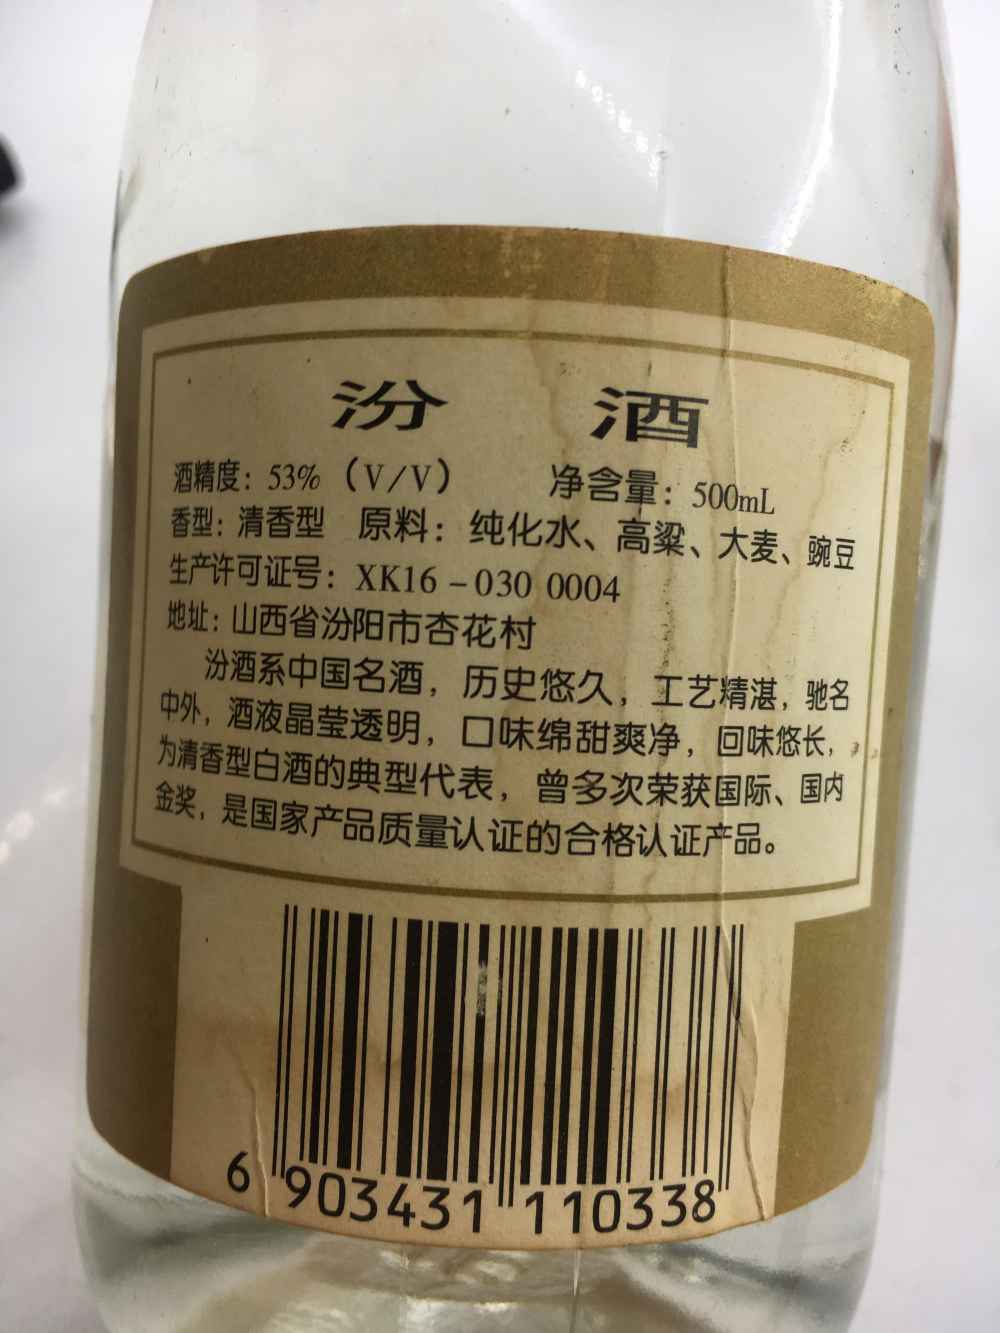 汾 酒
酒精度：53%（V/V） 净含量：500mL
香型：清香型 原料：纯化水、高粱、大麦、豌豆
生产许可证号：XK16－030 0004
地址：山西省汾阳市杏花村
汾酒系中国名酒，历史悠久，工艺精湛，驰名
中外，酒液晶莹透明，口味绵甜爽净，回味悠长，
为清香型白酒的典型代表，曾多次荣获国际、国内
金奖，是国家产品质量认证的合格认证产品。
6 903431 110338